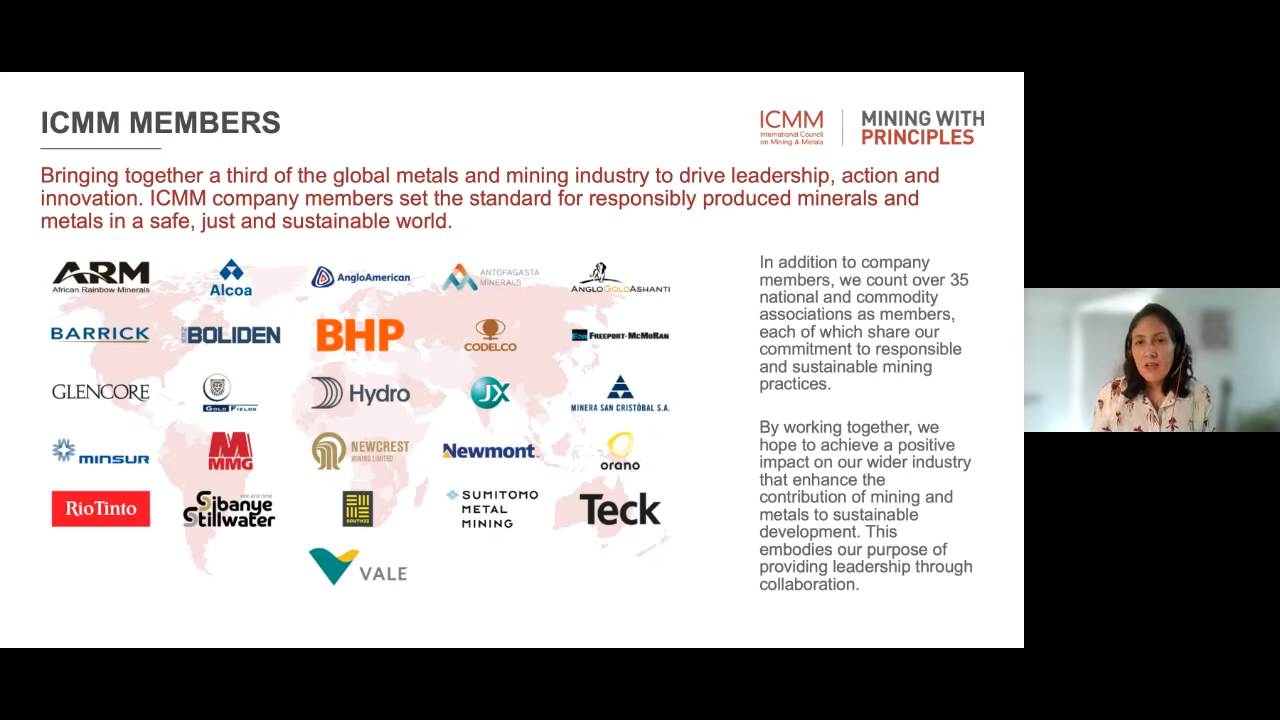 ICMM MEMBERS
ICMM
International Council
on Mining & Metals
MINING WITH
PRINCIPLES
Bringing together a third of the global metals and mining industry to drive leadership, action and
innovation. ICMM company members set the standard for responsibly produced minerals and
metals in a safe, just and sustainable world.
ARM
African Rainbow Minerals
Alcoa
AngloAmerican
ANTOFAGASTA
MINERALS
ANGLOGOLDASHANTI
BARRICK
BOLIDEN
BHP
CODELCO
FREEPORT-MCMORAN
GLENCORE
GOLD FIELDS
Hydro
JX
MINERA SAN CRISTÓBAL S.A.
MINSUR
MMG
NEWCREST
MINING LIMITED
Newmont
orano
RioTinto
we are one
Sibanye
Stillwater
SOUTH32
SUMITOMO
METAL
MINING
Teck
VALE
In addition to company
members, we count over 35
national and commodity
associations as members,
each of which share our
commitment to responsible
and sustainable mining
practices.
By working together, we
hope to achieve a positive
impact on our wider industry
that enhance the
contribution of mining and
metals to sustainable
development. This
embodies our purpose of
providing leadership through
collaboration.